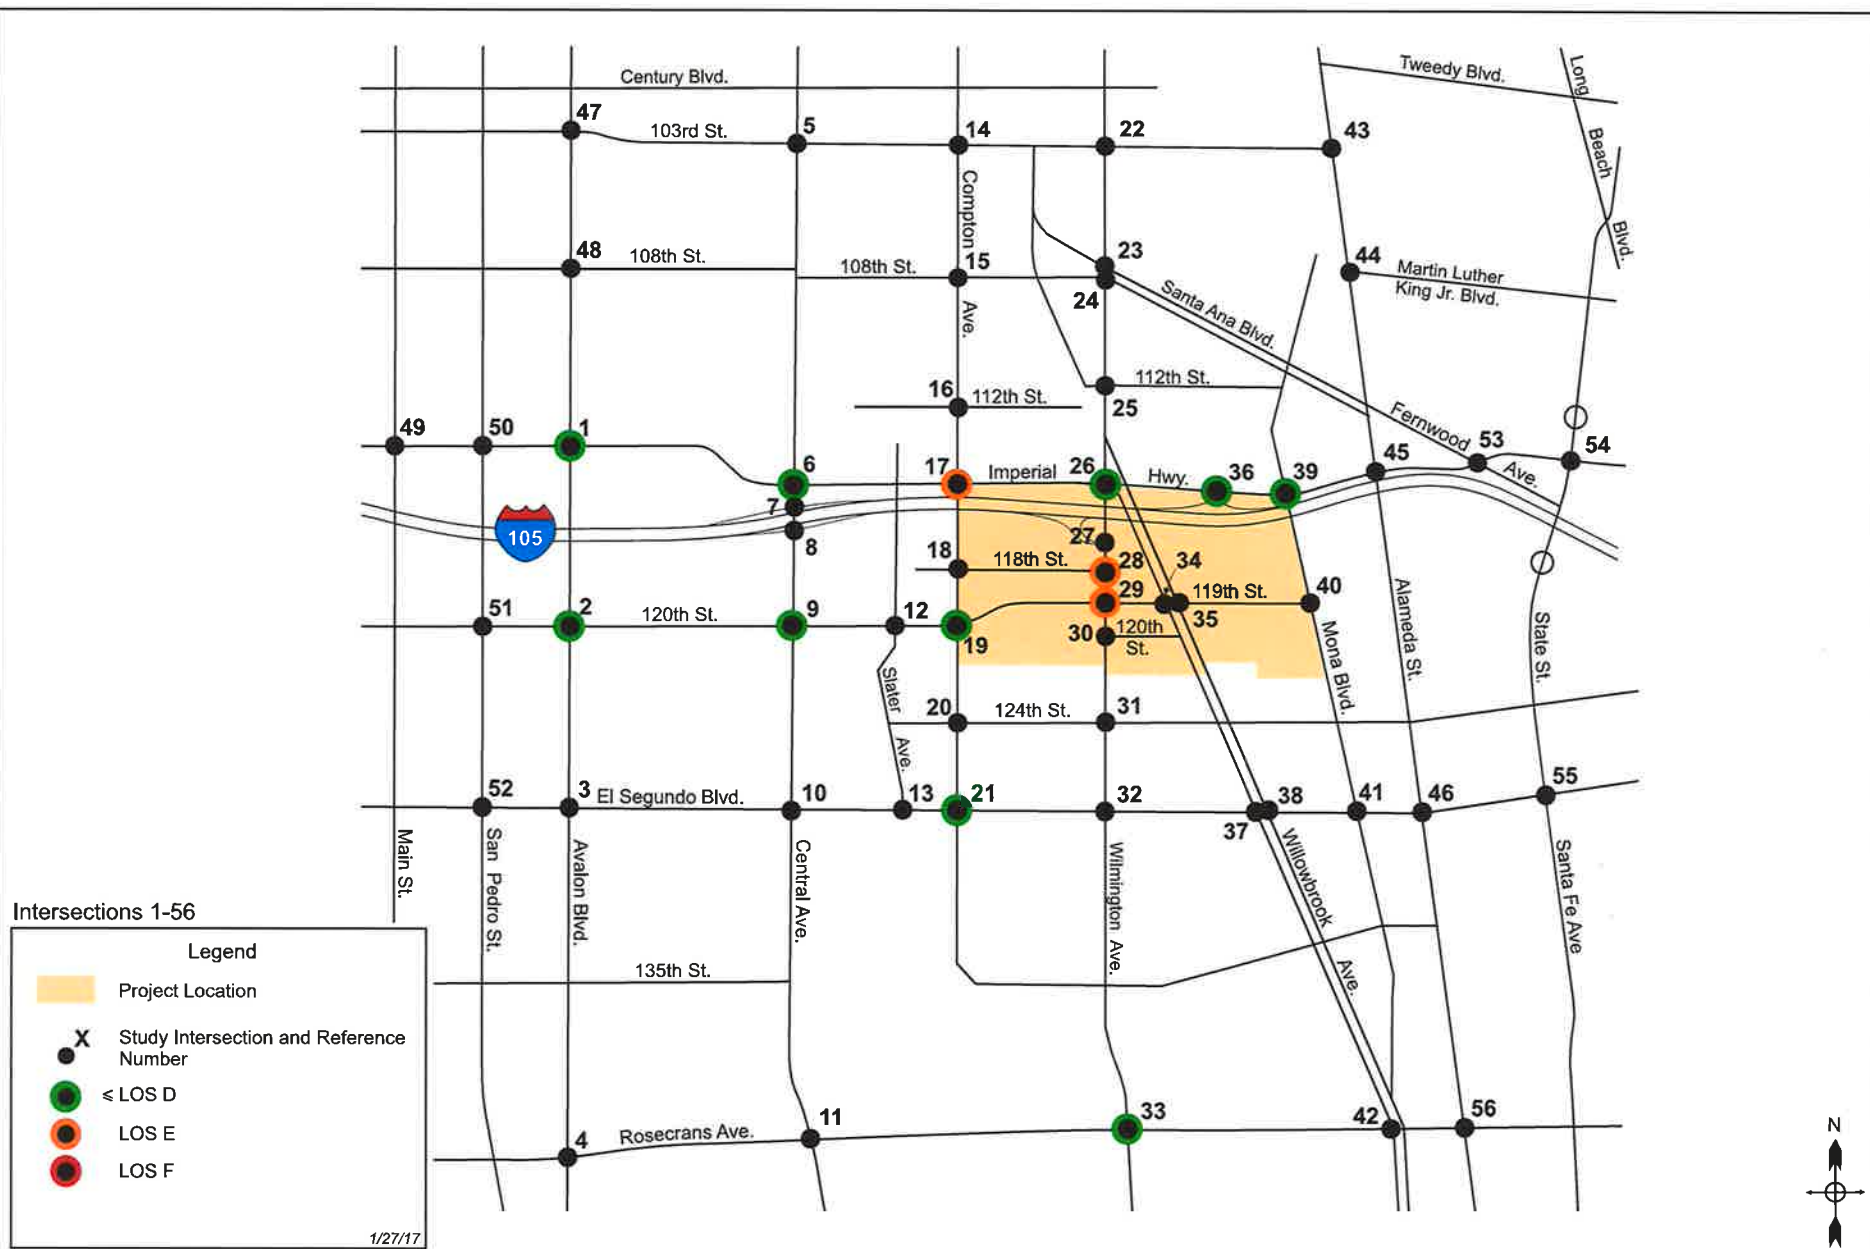 Century Blvd.
Tweedy Blvd.
Long
Beach
Blvd.
47
103rd St.
5
14
22
43
Compton
Ave.
48
108th St.
108th St.
15
23
24
44
Martin Luther
King Jr. Blvd.
Santa Ana Blvd.
16
112th St.
112th St.
25
49
50
1
6
17
Imperial
26
Hwy.
36
39
45
Fernwood
Ave.
53
54
7
8
105
27
18
118th St.
28
34
29
119th St.
40
35
51
2
120th St.
9
12
19
30
120th
St.
Slater
Ave.
Mona Blvd.
Alameda St.
State St.
20
124th St.
31
52
3
El Segundo Blvd.
10
13
21
32
37
38
41
46
55
Main St.
San Pedro St.
Avalon Blvd.
Central Ave.
Wilmington Ave.
Willowbrook
Ave.
Santa Fe Ave
135th St.
4
Rosecrans Ave.
11
33
42
56
Intersections 1-56
Legend
Project Location
X
Study Intersection and Reference
Number
≤ LOS D
LOS E
LOS F
1/27/17
N